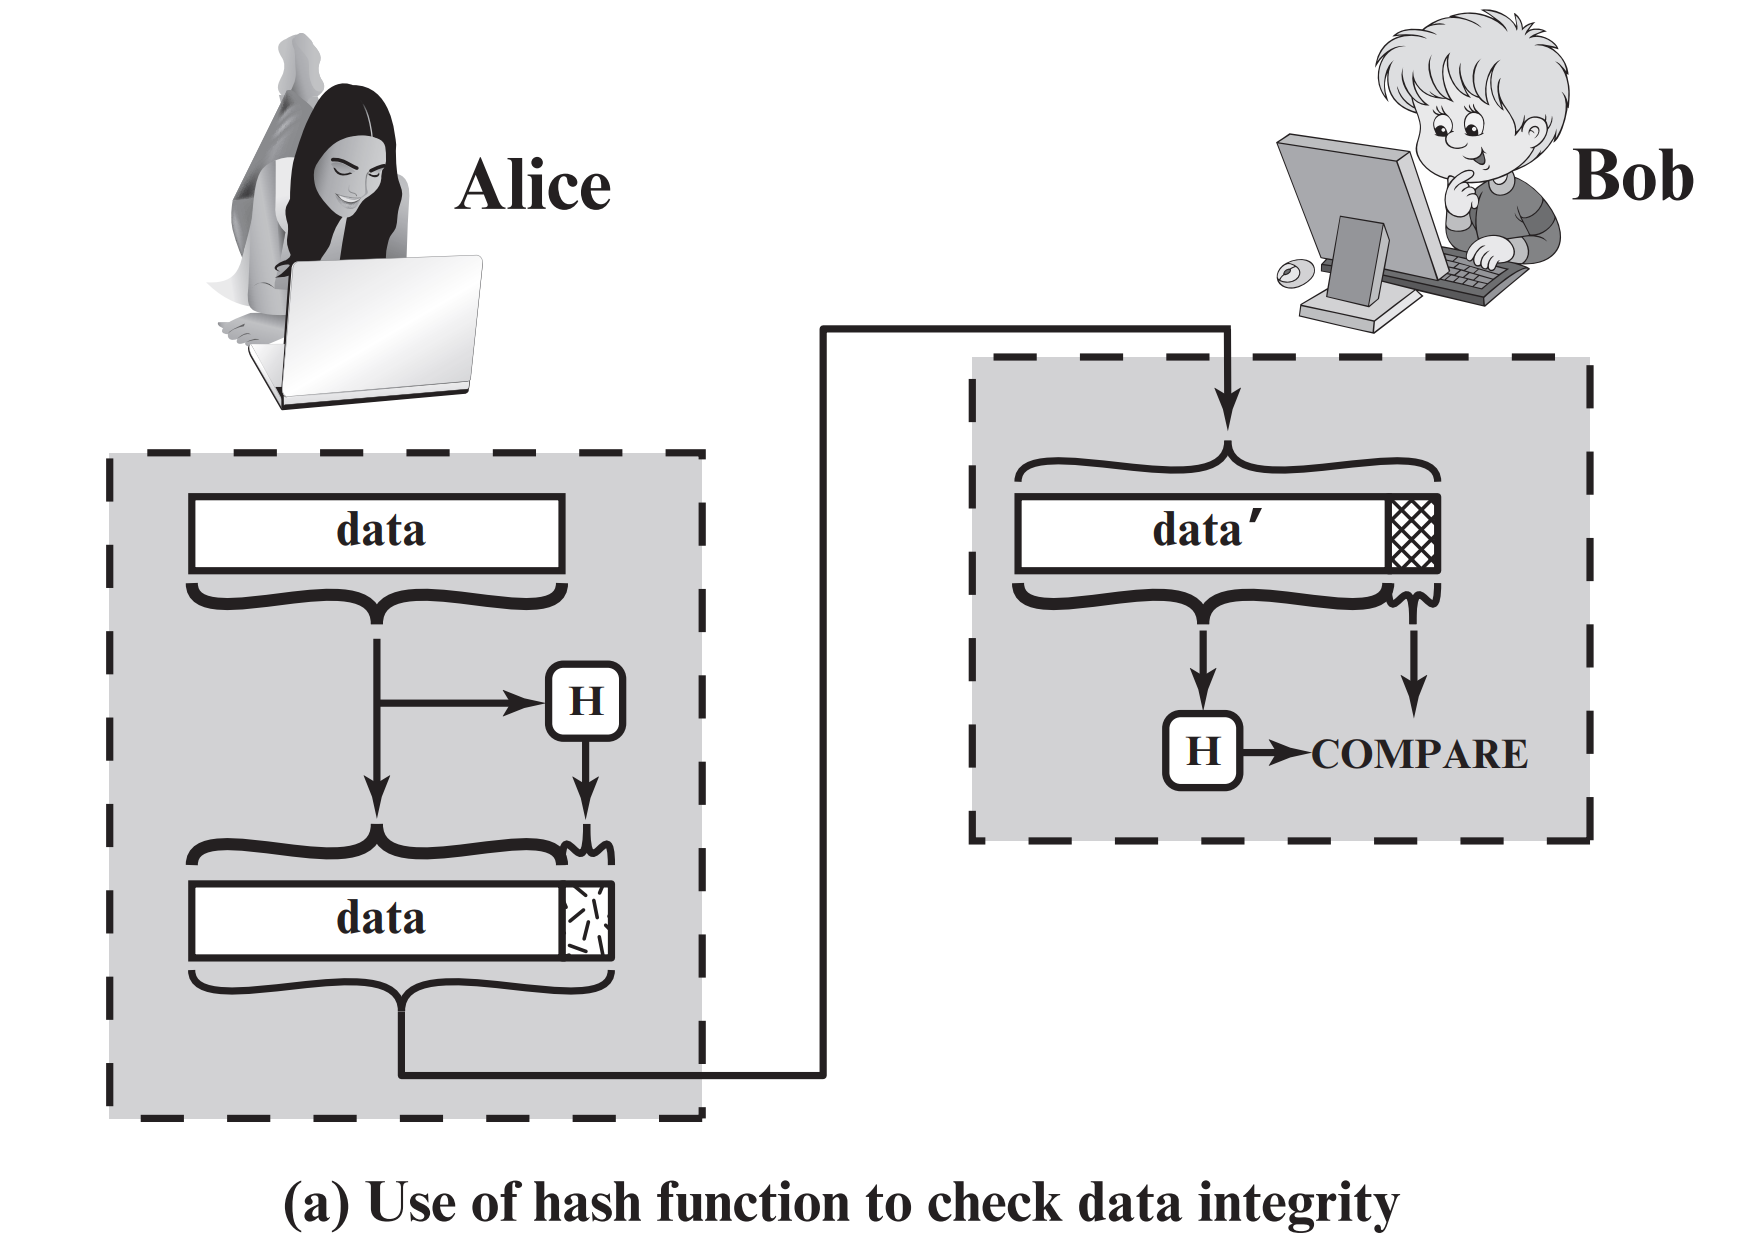 Alice
Bob
data
H
data
data′
H
COMPARE
(a) Use of hash function to check data integrity